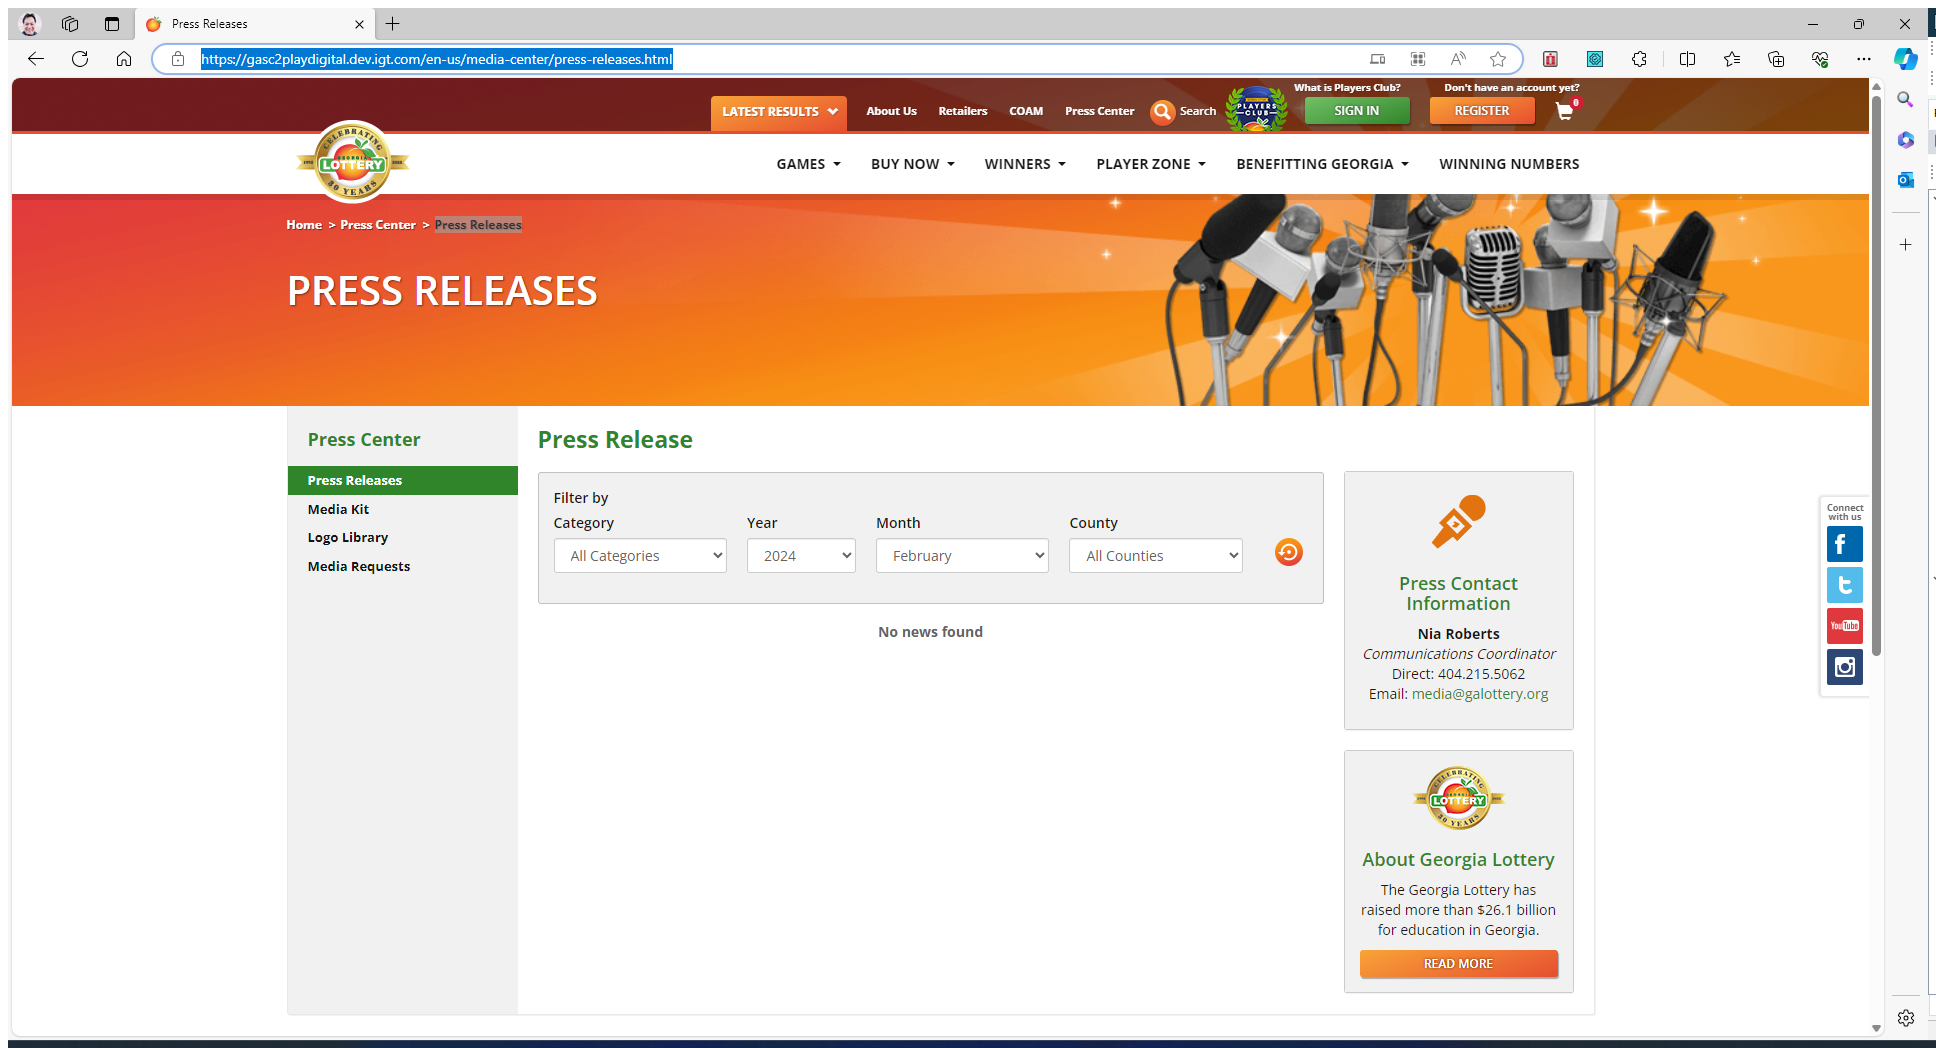 Press Releases
https://gasc2playdigital.dev.igt.com/en-us/media-center/press-releases.html
What is Players Club?
Don't have an account yet?
LATEST RESULTS
About Us
Retailers
COAM
Press Center
Search
PLAYERS CLUB
SIGN IN
REGISTER
0
CELEBRATING
GEORGIA
LOTTERY
30 YEARS
GAMES
BUY NOW
WINNERS
PLAYER ZONE
BENEFITTING GEORGIA
WINNING NUMBERS
Home > Press Center > Press Releases
PRESS RELEASES
Press Center
Press Releases
Media Kit
Logo Library
Media Requests
Press Release
Filter by
Category
Year
Month
County
All Categories
2024
February
All Counties
No news found
Press Contact
Information
Nia Roberts
Communications Coordinator
Direct: 404.215.5062
Email: media@galottery.org
CELEBRATING
GEORGIA
LOTTERY
30 YEARS
About Georgia Lottery
The Georgia Lottery has
raised more than $26.1 billion
for education in Georgia.
READ MORE
Connect
with us
You Tube